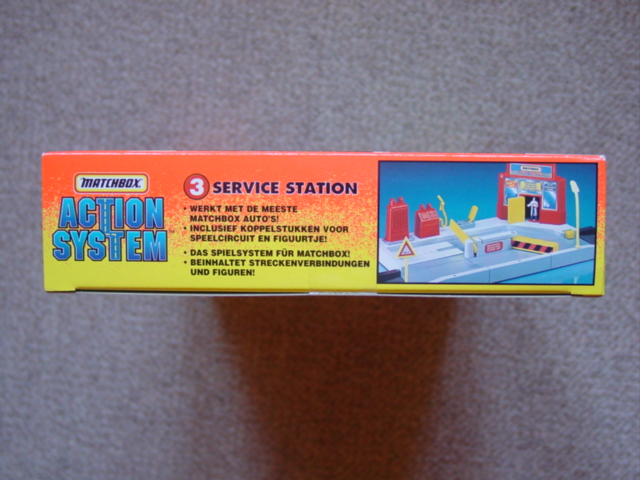 MATCHBOX
ACTION
SYSTEM
TM
3 SERVICE STATION
• WERKT MET DE MEESTE
MATCHBOX AUTO'S!
• INCLUSIEF KOPPELSTUKKEN VOOR
SPEELCIRCUIT EN FIGUURTJE!
• DAS SPIELSYSTEM FÜR MATCHBOX!
• BEINHALTET STRECKENVERBINDUNGEN
UND FIGUREN!